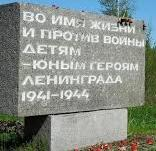 ВО ИМЯ ЖИЗНИ
И ПРОТИВ ВОЙНЫ
ДЕТЯМ
–ЮНЫМ ГЕРОЯМ
ЛЕНИНГРАДА
1941–1944